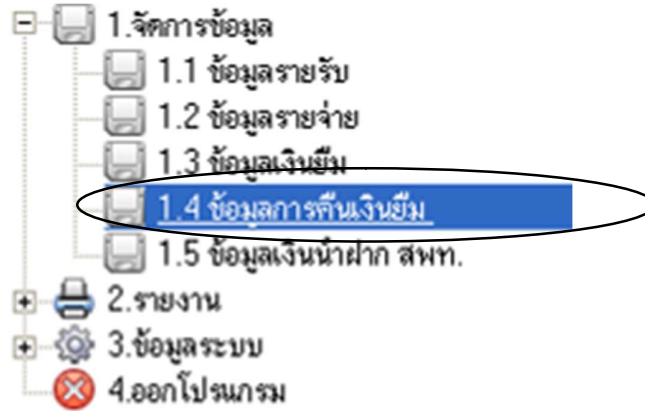 1.จัดการข้อมูล
1.1 ข้อมูลรายรับ
1.2 ข้อมูลรายจ่าย
1.3 ข้อมูลเงินยืม
1.4 ข้อมูลการคืนเงินยืม
1.5 ข้อมูลเงินนำฝาก สพท.
2.รายงาน
3.ข้อมูลระบบ
4.ออกโปรแกรม